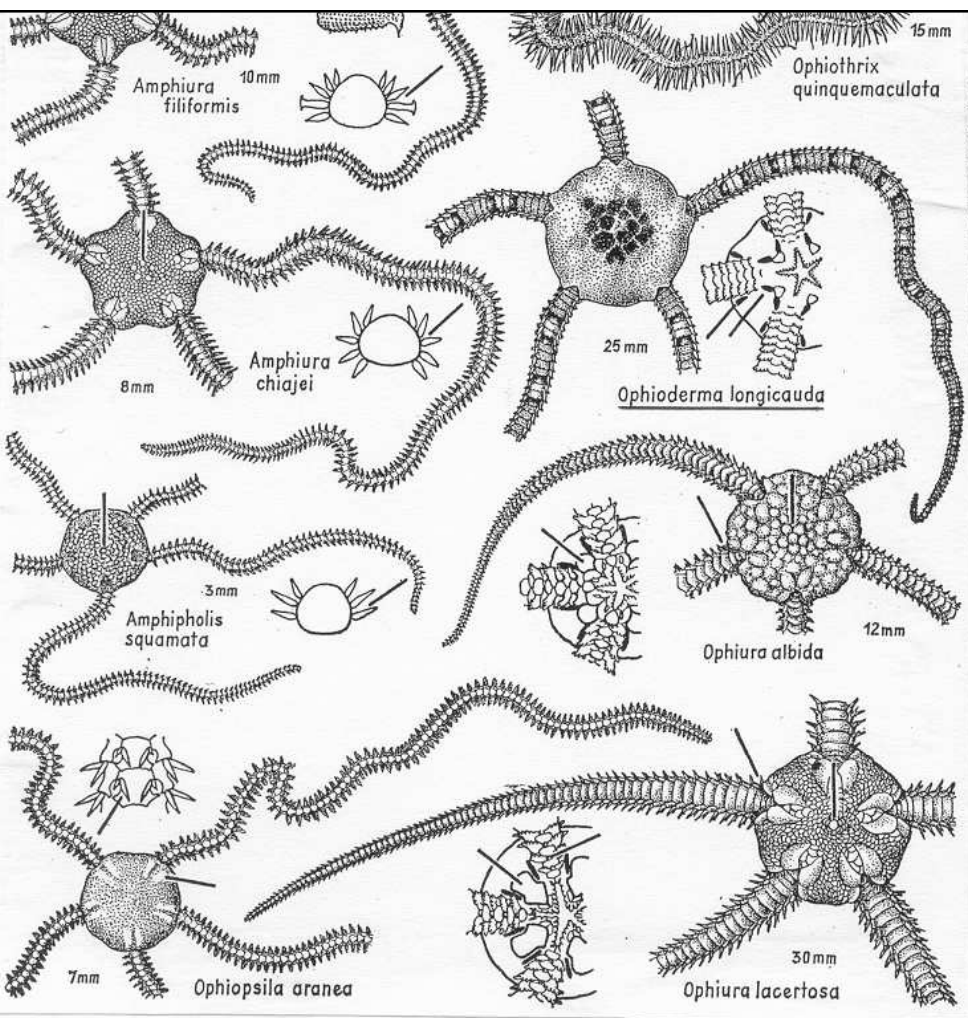 10mm
Amphiura
filiformis
15mm
Ophiothrix
quinquemaculata
8mm
Amphiura
chiajei
25mm
Ophioderma longicauda
3mm
Amphipholis
squamata
12mm
Ophiura albida
7mm
Ophiopsila aranea
30mm
Ophiura lacertosa